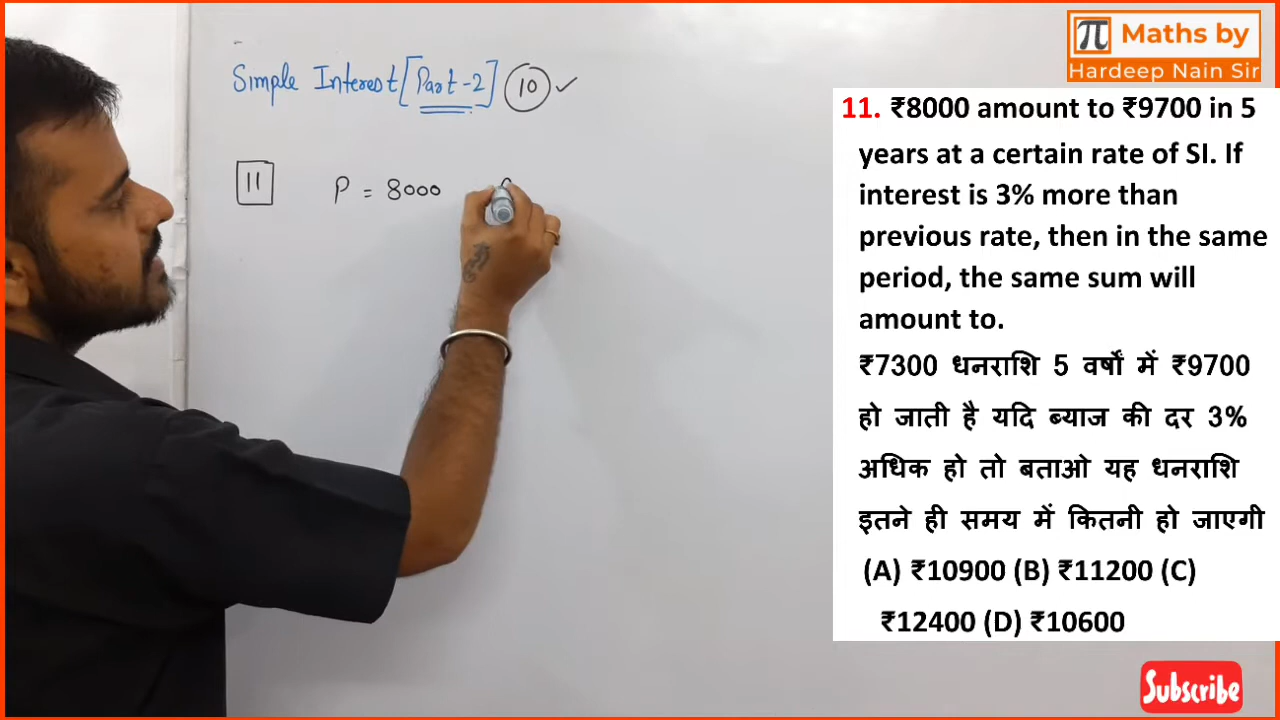 Simple Interest [Part-2] 10
11 P = 8000
Maths by
Hardeep Nain Sir
11. ₹8000 amount to ₹9700 in 5
years at a certain rate of SI. If
interest is 3% more than
previous rate, then in the same
period, the same sum will
amount to.
₹7300 धनराशि 5 वर्षों में ₹9700
हो जाती है यदि ब्याज की दर 3%
अधिक हो तो बताओ यह धनराशि
इतने ही समय में कितनी हो जाएगी
(A) ₹10900 (B) ₹11200 (C)
₹12400 (D) ₹10600
Subscribe